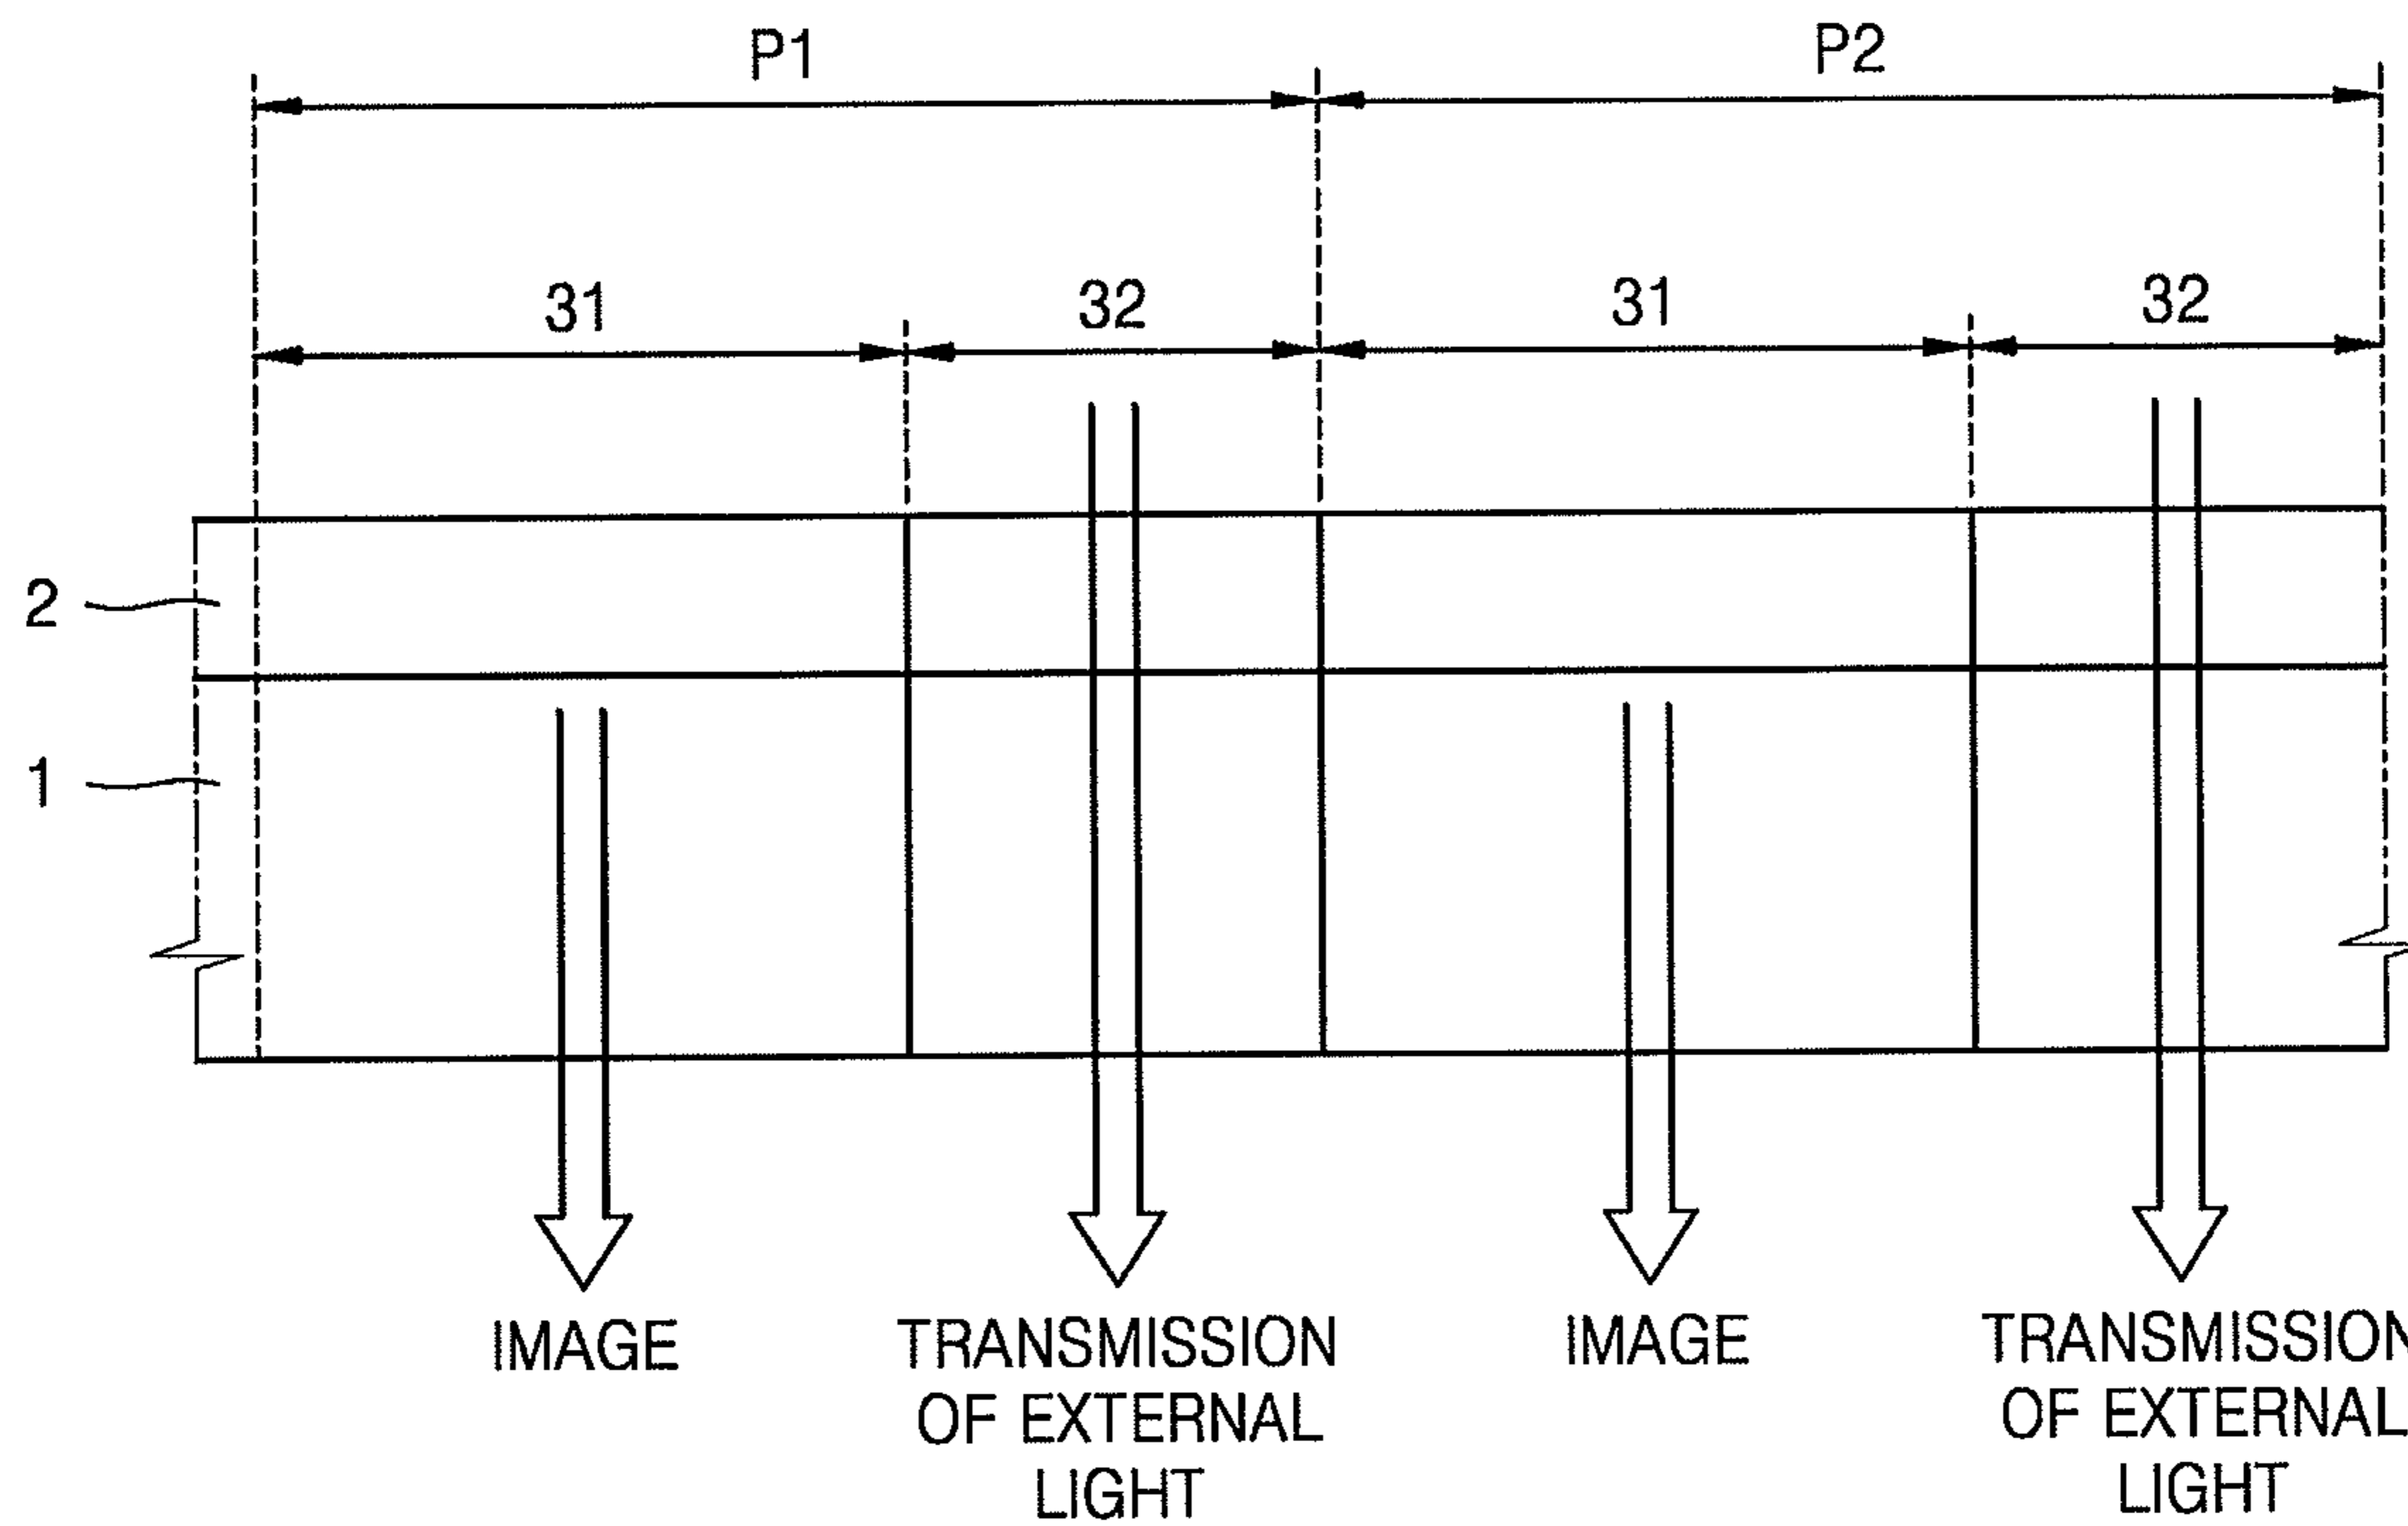 P1 P2
31 32 31 32
2
1
IMAGE TRANSMISSION OF EXTERNAL LIGHT IMAGE TRANSMISSION OF EXTERNAL LIGHT